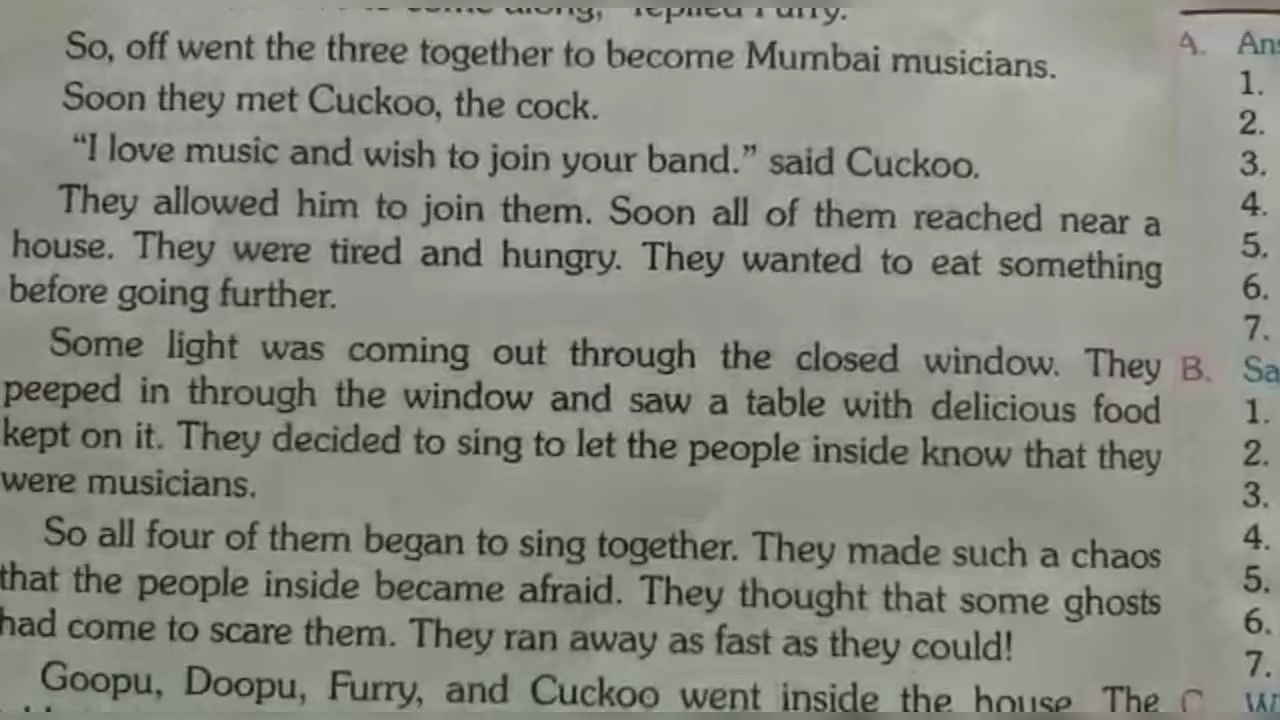 along," replied Furry.
So, off went the three together to become Mumbai musicians.
Soon they met Cuckoo, the cock.
"I love music and wish to join your band." said Cuckoo.
They allowed him to join them. Soon all of them reached near a
house. They were tired and hungry. They wanted to eat something
before going further.
Some light was coming out through the closed window. They
peeped in through the window and saw a table with delicious food
kept on it. They decided to sing to let the people inside know that they
were musicians.
So all four of them began to sing together. They made such a chaos
that the people inside became afraid. They thought that some ghosts
had come to scare them. They ran away as fast as they could!
Goopu, Doopu, Furry, and Cuckoo went inside the house. The
A. Ans
1.
2.
3.
4.
5.
6.
7.
B. Sa
1.
2.
3.
4.
5.
6.
7.
C.